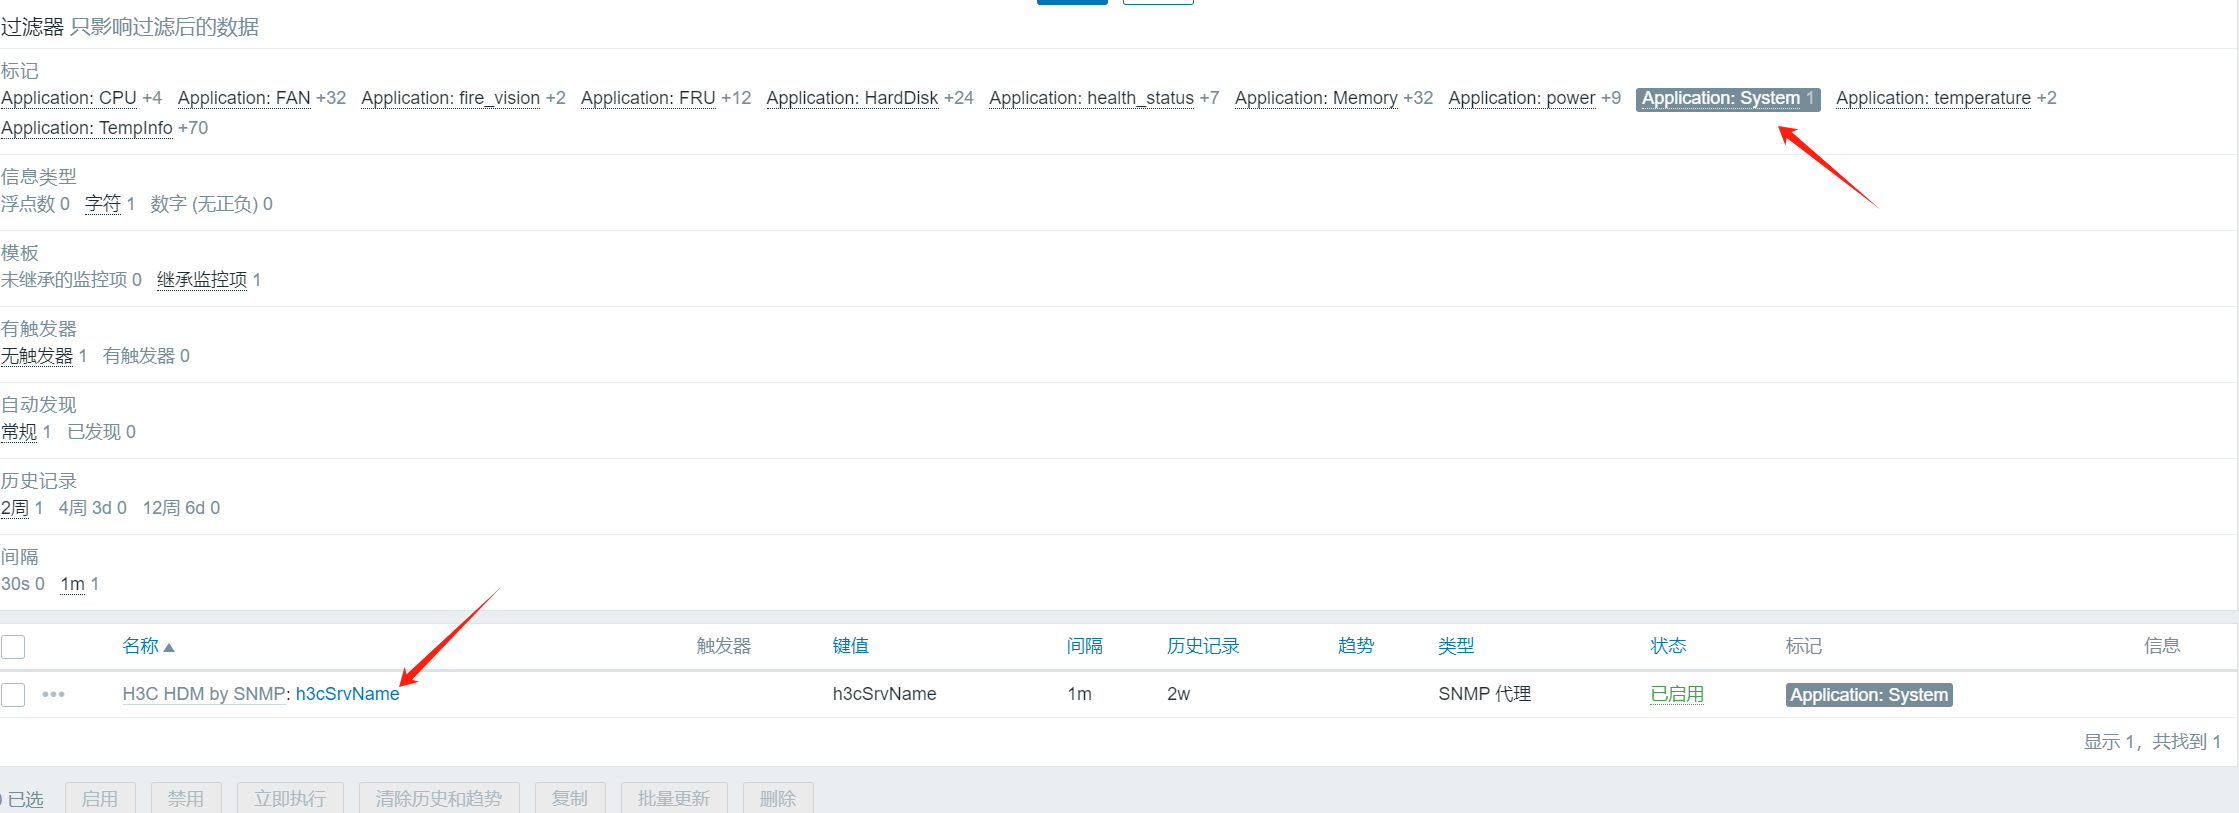 过滤器 只影响过滤后的数据
标记
Application: CPU +4 Application: FAN +32 Application: fire_vision +2 Application: FRU +12 Application: HardDisk +24 Application: health_status +7 Application: Memory +32 Application: power +9 Application: System 1 Application: temperature +2
Application: TempInfo +70
信息类型
浮点数 0 字符 1 数字 (无正负) 0
模板
未继承的监控项 0 继承监控项 1
有触发器
无触发器 1 有触发器 0
自动发现
常规 1 已发现 0
历史记录
2周 1 4周 3d 0 12周 6d 0
间隔
30s 0 1m 1
名称 触发器 键值 间隔 历史记录 趋势 类型 状态 标记 信息
H3C HDM by SNMP: h3cSrvName h3cSrvName 1m 2w SNMP 代理 已启用 Application: System
显示 1，共找到 1
已选 启用 禁用 立即执行 清除历史和趋势 复制 批量更新 删除